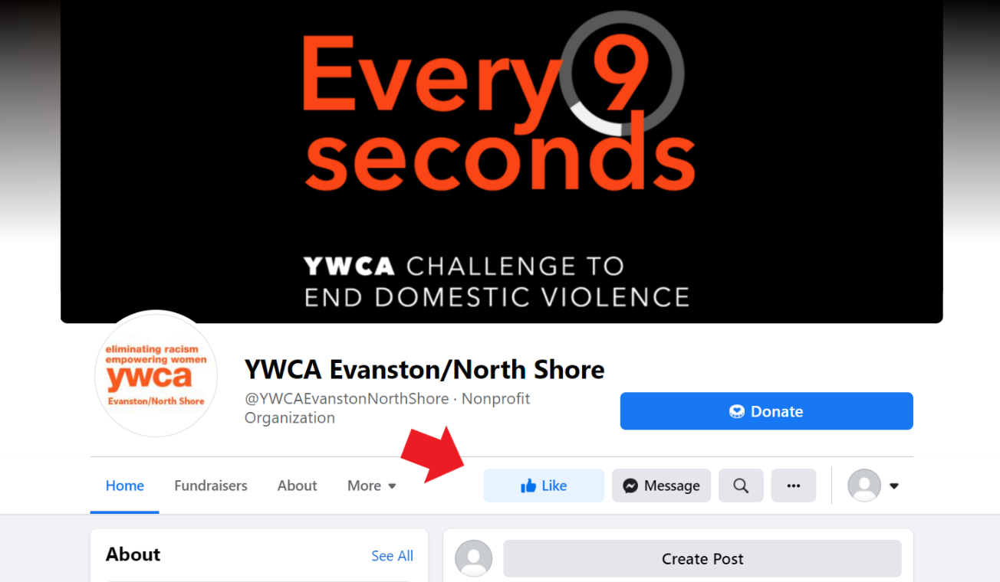 Every 9
seconds
YWCA CHALLENGE TO
END DOMESTIC VIOLENCE
eliminating racism
empowering women
ywca
Evanston/North Shore
YWCA Evanston/North Shore
@YWCAEvanstonNorthShore · Nonprofit
Organization
Donate
Home Fundraisers About More Like Message
About See All
Create Post